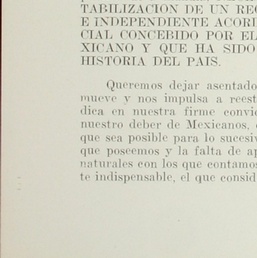 TABILIZACION DE UN REG
E INDEPENDIENTE ACORD
CIAL CONCEBIDO POR EL
XICANO Y QUE HA SIDO
HISTORIA DEL PAIS.
Queremos dejar asentado
mueve y nos impulsa a reest
dica en nuestra firme convic
nuestro deber de Mexicanos,
que sea posible para lo sucesiv
que poseemos y la falta de ap
naturales con los que contamos
te indispensable, el que consid